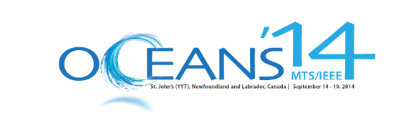 OCEANS'14
MTS/IEEE
St. John's (YYT), Newfoundland and Labrador, Canada | September 14 - 19, 2014